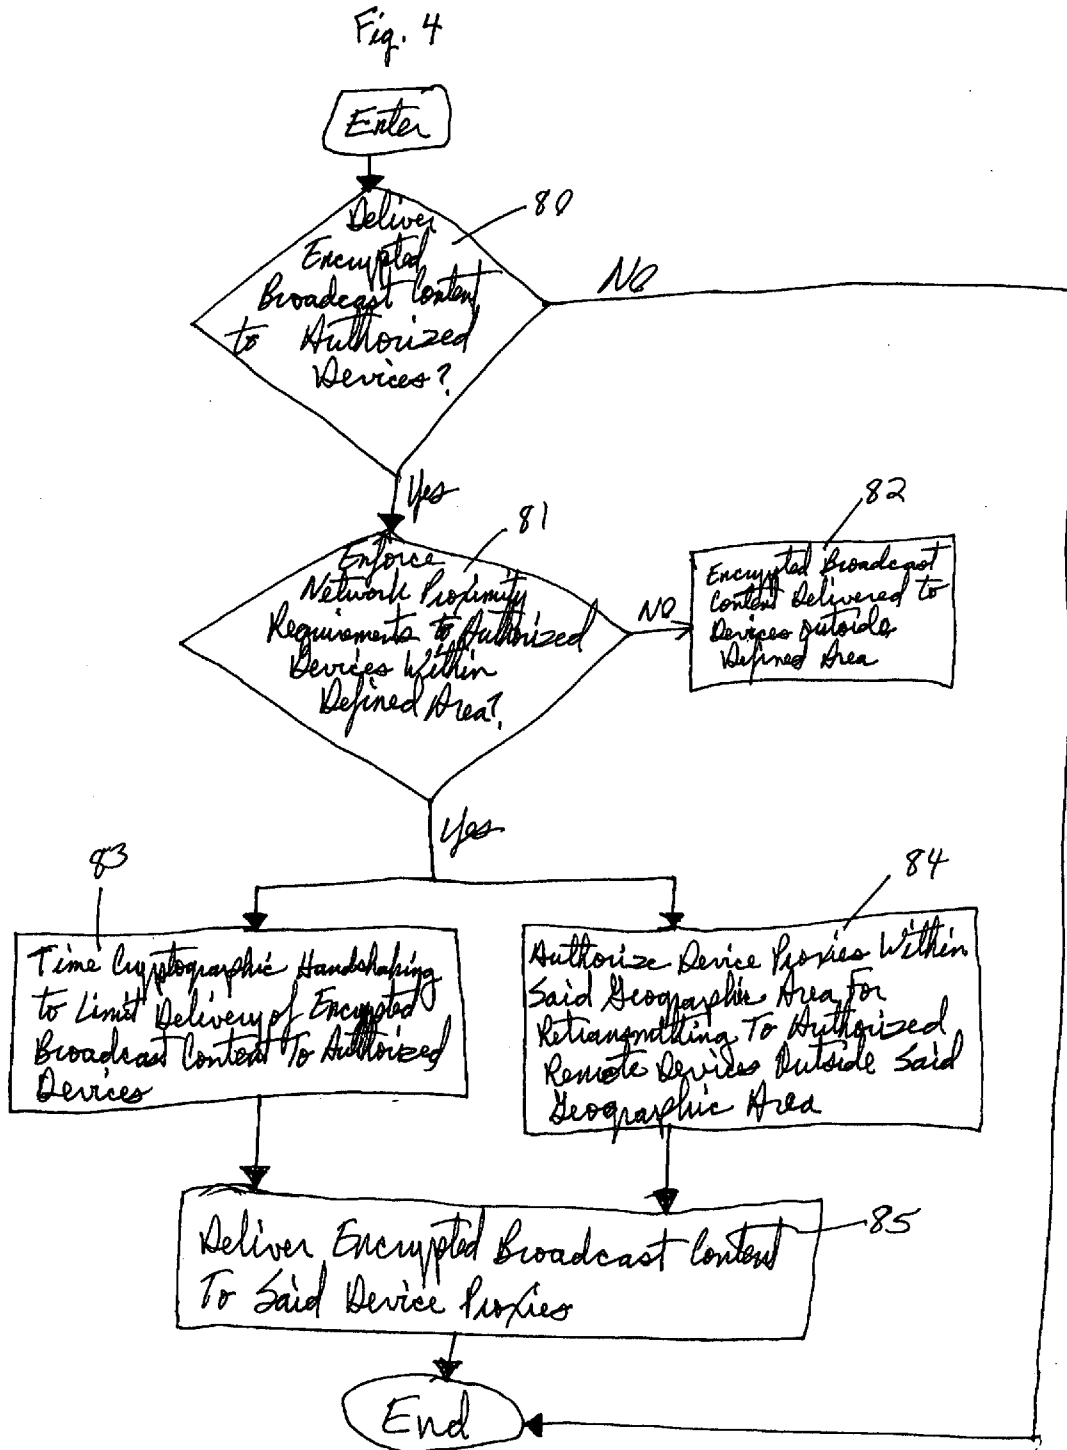 Fig. 4
Enter
80
Deliver
Encrypted
Broadcast Content
to Authorized
Devices?
No
Yes
81
Enforce
Network Proximity
Requirements to Authorized
Devices Within
Defined Area?
No
82
Encrypted Broadcast
Content Delivered to
Devices Outside
Defined Area
Yes
83
Time Cryptographic Handshaking
to Limit Delivery of Encrypted
Broadcast Content To Authorized
Devices
84
Authorize Device Proxies Within
Said Geographic Area For
Retransmitting To Authorized
Remote Devices Outside Said
Geographic Area
85
Deliver Encrypted Broadcast Content
To Said Device Proxies
End